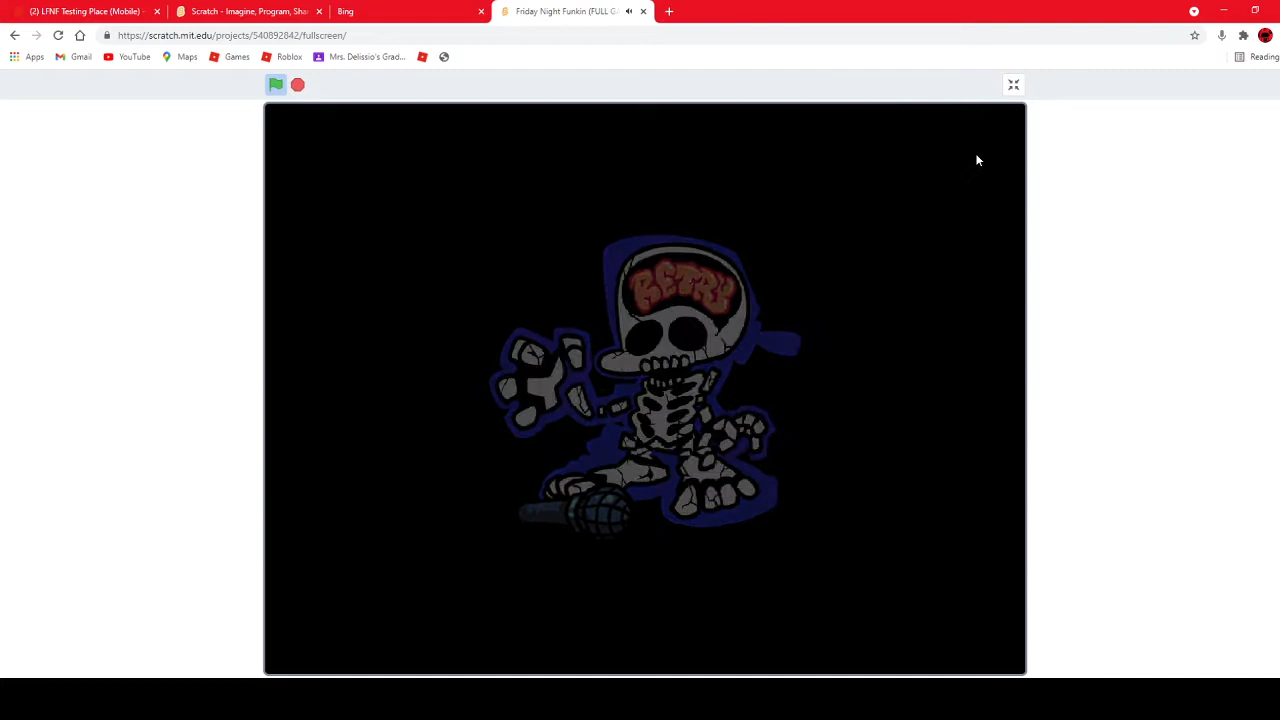 (2) LFNF Testing Place (Mobile) -
Scratch - Imagine, Program, Sha
Bing
Friday Night Funkin (FULL G
https://scratch.mit.edu/projects/540892842/fullscreen/
Apps
Gmail
YouTube
Maps
Games
Roblox
Mrs. Delissio's Grad...
Reading
RETRY